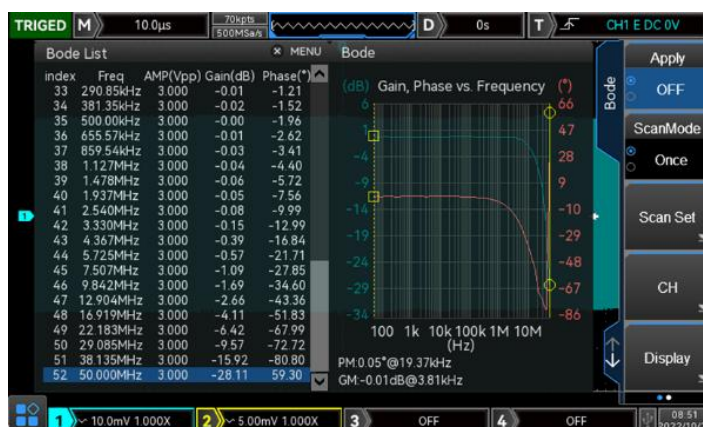 TRIGED M 10.0µs 70kpts 500MSa/s D 0s T CH1 E DC 0V
Bode List × MENU Bode
index Freq AMP(Vpp) Gain(dB) Phase(°)
33 290.85kHz 3.000 -0.01 -1.21
34 381.35kHz 3.000 -0.02 -1.52
35 500.00kHz 3.000 -0.00 -1.96
36 655.57kHz 3.000 -0.01 -2.62
37 859.54kHz 3.000 -0.03 -3.41
38 1.127MHz 3.000 -0.04 -4.40
39 1.478MHz 3.000 -0.06 -5.72
40 1.937MHz 3.000 -0.05 -7.56
41 2.540MHz 3.000 -0.08 -9.99
42 3.330MHz 3.000 -0.15 -12.99
43 4.367MHz 3.000 -0.39 -16.84
44 5.725MHz 3.000 -0.57 -21.71
45 7.507MHz 3.000 -1.09 -27.85
46 9.842MHz 3.000 -1.69 -34.60
47 12.904MHz 3.000 -2.66 -43.36
48 16.919MHz 3.000 -4.11 -51.83
49 22.183MHz 3.000 -6.42 -67.99
50 29.085MHz 3.000 -9.57 -72.72
51 38.135MHz 3.000 -15.92 -80.80
52 50.000MHz 3.000 -28.11 59.30
(dB) Gain, Phase vs. Frequency (°)
6 66
1 47
-4 28
-9 9
-14 -10
-19 -29
-24 -48
-29 -67
-34 -86
100 1k 10k 100k 1M 10M
(Hz)
PM:0.05°@19.37kHz
GM:-0.01dB@3.81kHz
Bode
Apply
OFF
ScanMode
Once
Scan Set
CH
Display
1
1 10.0mV 1.000X 2 5.00mV 1.000X 3 OFF 4 OFF 08:51